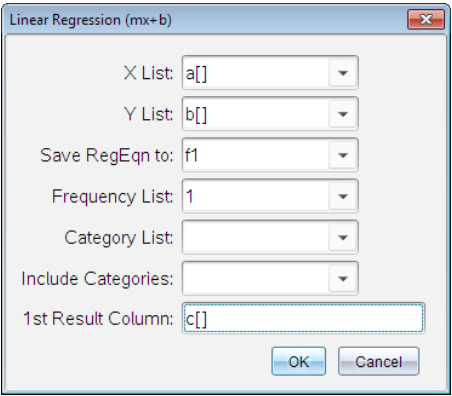 Linear Regression (mx+b)
X List: a[]
Y List: b[]
Save RegEqn to: f1
Frequency List: 1
Category List:
Include Categories:
1st Result Column: c[]
OK Cancel